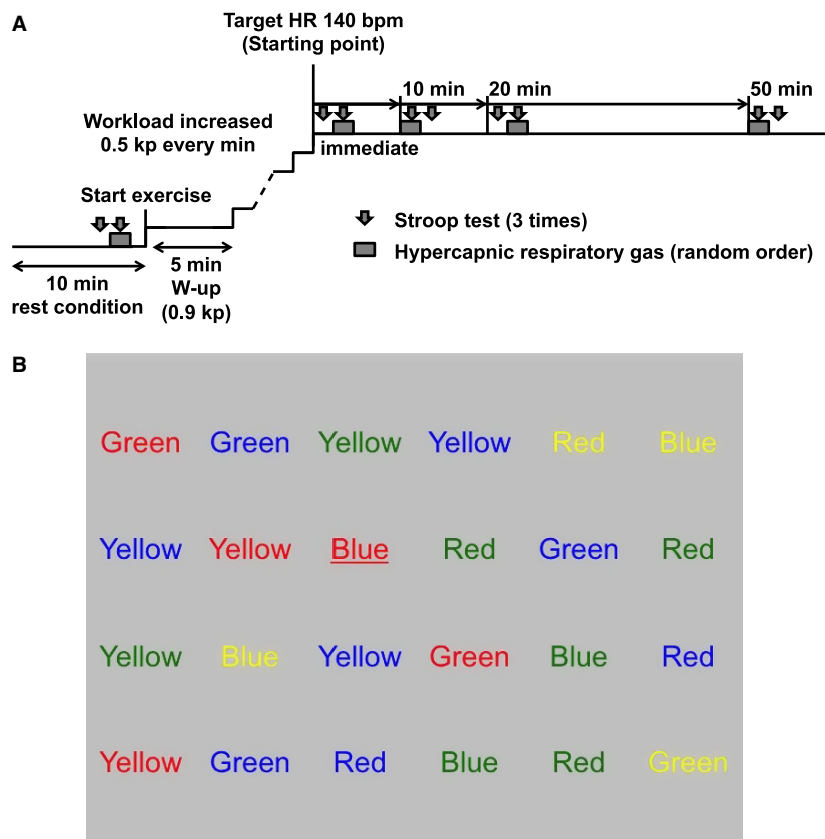 A
Target HR 140 bpm
(Starting point)
10 min
20 min
50 min
Workload increased
0.5 kp every min
immediate
Start exercise
Stroop test (3 times)
Hypercapnic respiratory gas (random order)
10 min
rest condition
5 min
W-up
(0.9 kp)
B
Green Green Yellow Yellow Red Blue
Yellow Yellow Blue Red Green Red
Yellow Blue Yellow Green Blue Red
Yellow Green Red Blue Red Green